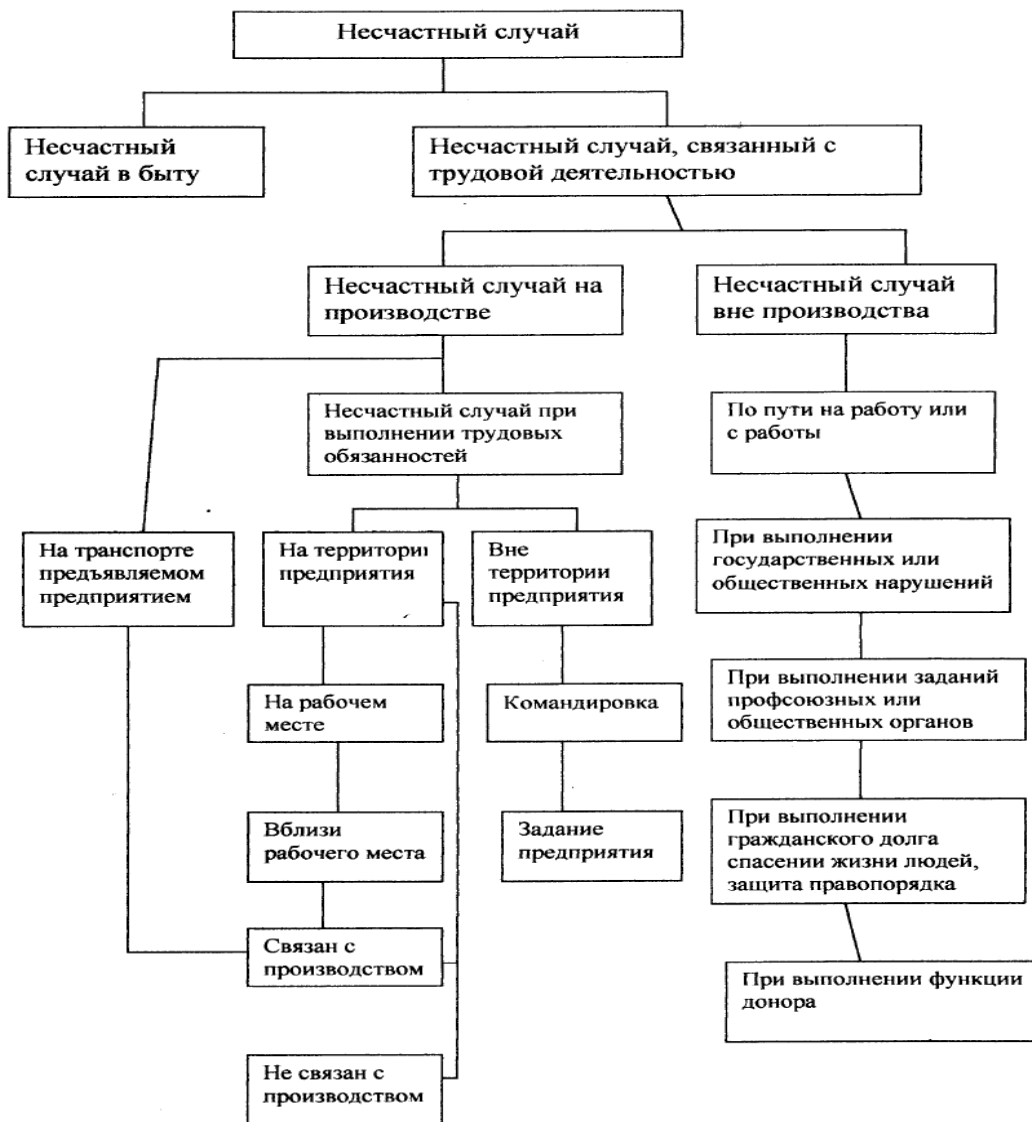 Несчастный случай
Несчастный
случай в быту
Несчастный случай, связанный с
трудовой деятельностью
Несчастный случай на
производстве
Несчастный случай
вне производства
Несчастный случай при
выполнении трудовых
обязанностей
По пути на работу или
с работы
На транспорте
предъявляемом
предприятием
На территории
предприятия
Вне
территории
предприятия
При выполнении
государственных или
общественных нарушений
На рабочем
месте
Командировка
При выполнении заданий
профсоюзных или
общественных органов
Вблизи
рабочего места
Задание
предприятия
При выполнении
гражданского долга
спасении жизни людей,
защита правопорядка
Связан с
производством
При выполнении функции
донора
Не связан с
производством